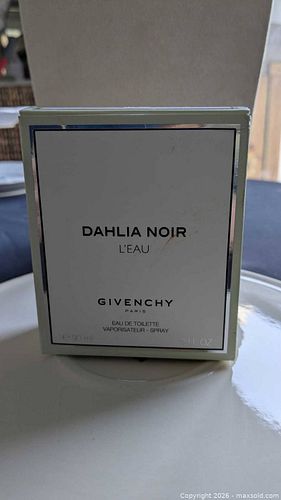 DAHLIA NOIR
L'EAU
GIVENCHY
PARIS
EAU DE TOILETTE
VAPORISATEUR - SPRAY
Copyright 2026 - maxsold.com